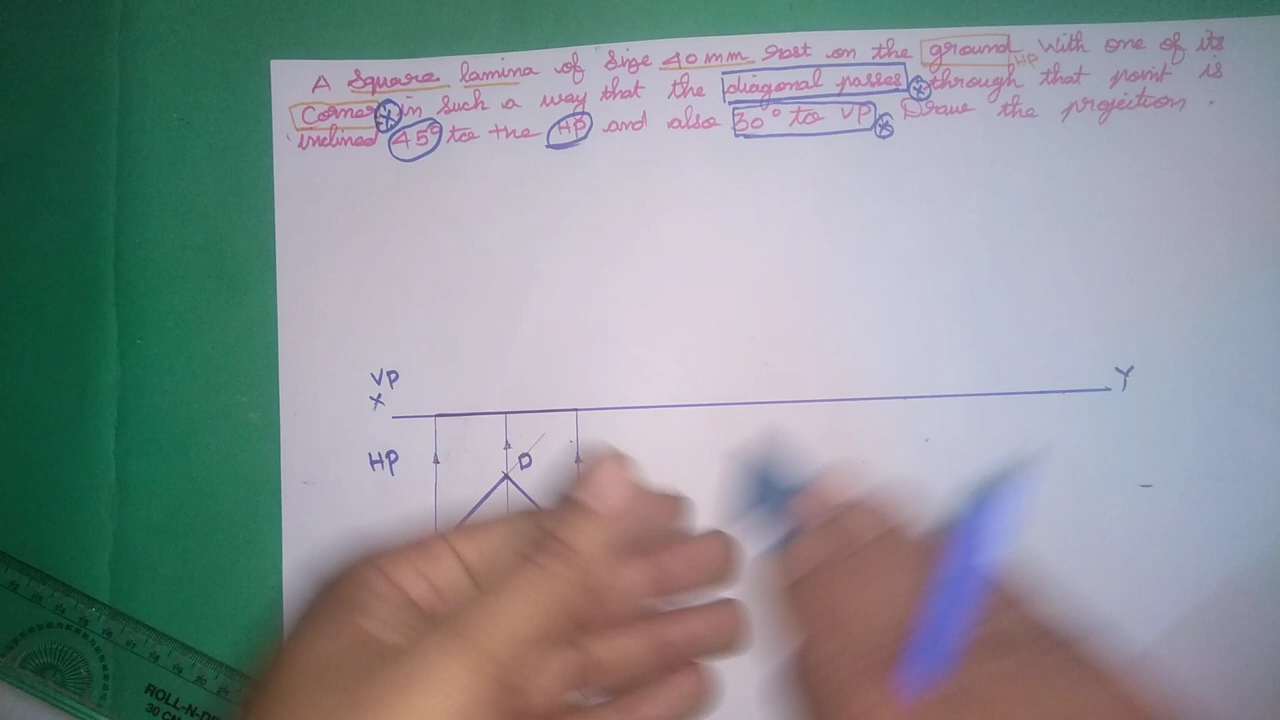 A Square lamina of size 40mm rest on the ground with one of its
HP
Corner in such a way that the diagonal passes through that point is
inclined 45° to the HP and also 30° to VP Draw the projection.
VP
X
Y
HP
D
ROLL-N-DR
30 CM